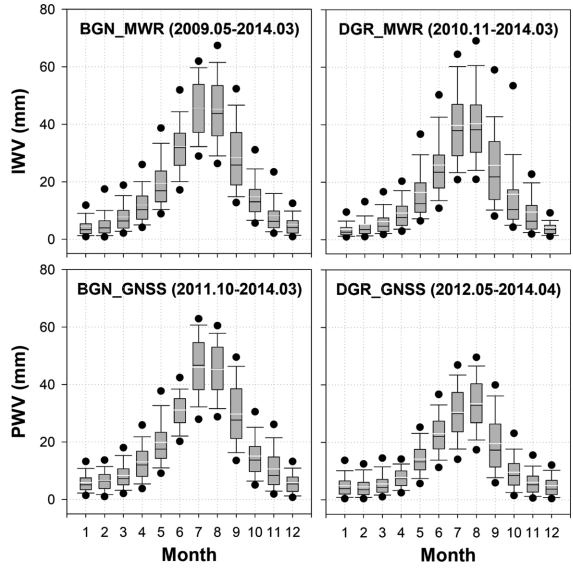 BGN_MWR (2009.05-2014.03)
DGR_MWR (2010.11-2014.03)
IWV (mm)
80
60
40
20
0
BGN_GNSS (2011.10-2014.03)
DGR_GNSS (2012.05-2014.04)
PWV (mm)
80
60
40
20
0
1 2 3 4 5 6 7 8 9 10 11 12
1 2 3 4 5 6 7 8 9 10 11 12
Month
Month